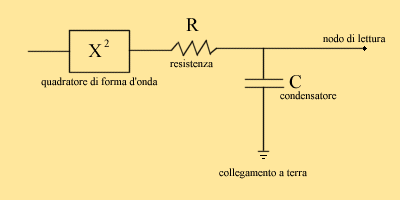 R
nodo di lettura
X²
resistenza
quadratore di forma d'onda
C
condensatore
collegamento a terra